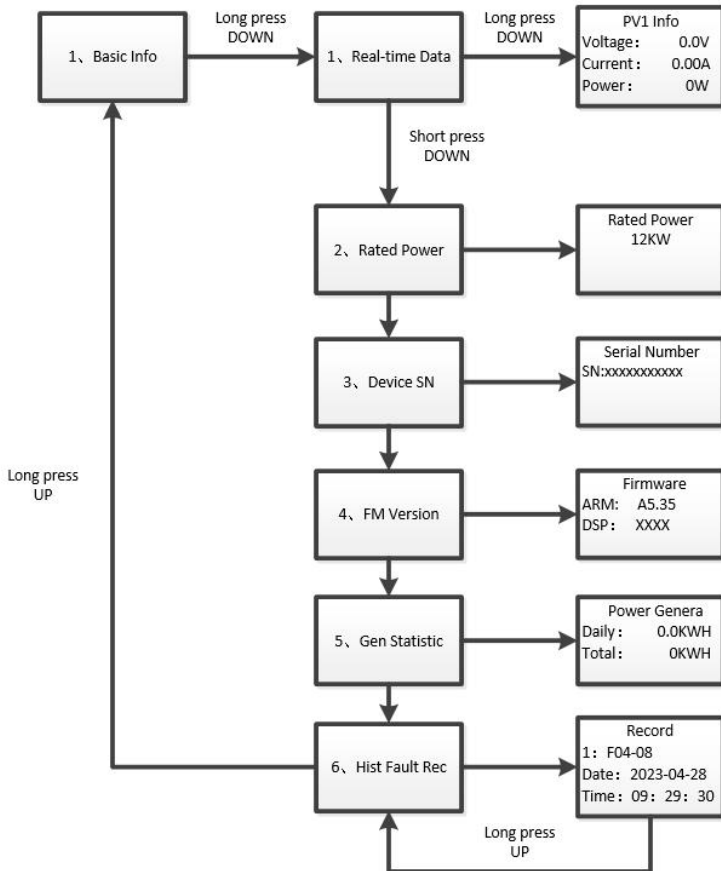 Long press
DOWN
Long press
DOWN
1、Basic Info
1、Real-time Data
PV1 Info
Voltage: 0.0V
Current: 0.00A
Power: 0W
Short press
DOWN
2、Rated Power
Rated Power
12KW
3、Device SN
Serial Number
SN:xxxxxxxxxxx
Long press
UP
4、FM Version
Firmware
ARM: A5.35
DSP: XXXX
5、Gen Statistic
Power Genera
Daily: 0.0KWH
Total: 0KWH
6、Hist Fault Rec
Record
1: F04-08
Date: 2023-04-28
Time: 09: 29: 30
Long press
UP